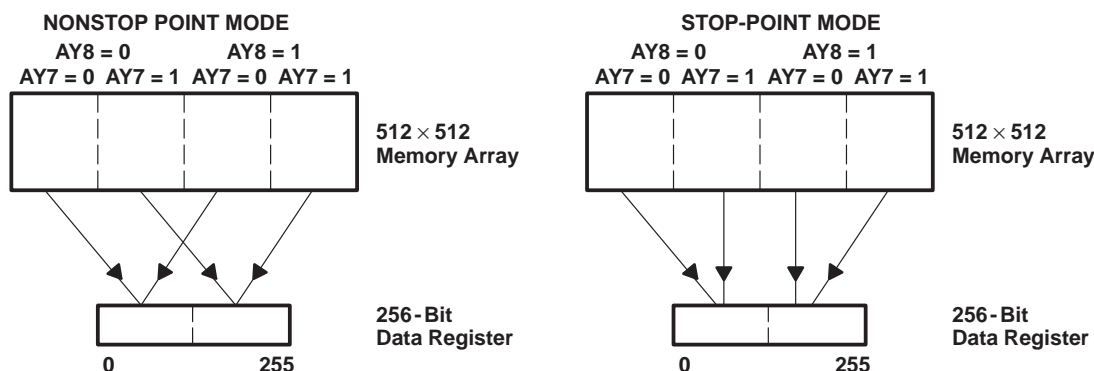 NONSTOP POINT MODE
AY8 = 0 AY8 = 1
AY7 = 0 AY7 = 1 AY7 = 0 AY7 = 1
512 × 512
Memory Array
256-Bit
Data Register
0 255
STOP-POINT MODE
AY8 = 0 AY8 = 1
AY7 = 0 AY7 = 1 AY7 = 0 AY7 = 1
512 × 512
Memory Array
256-Bit
Data Register
0 255